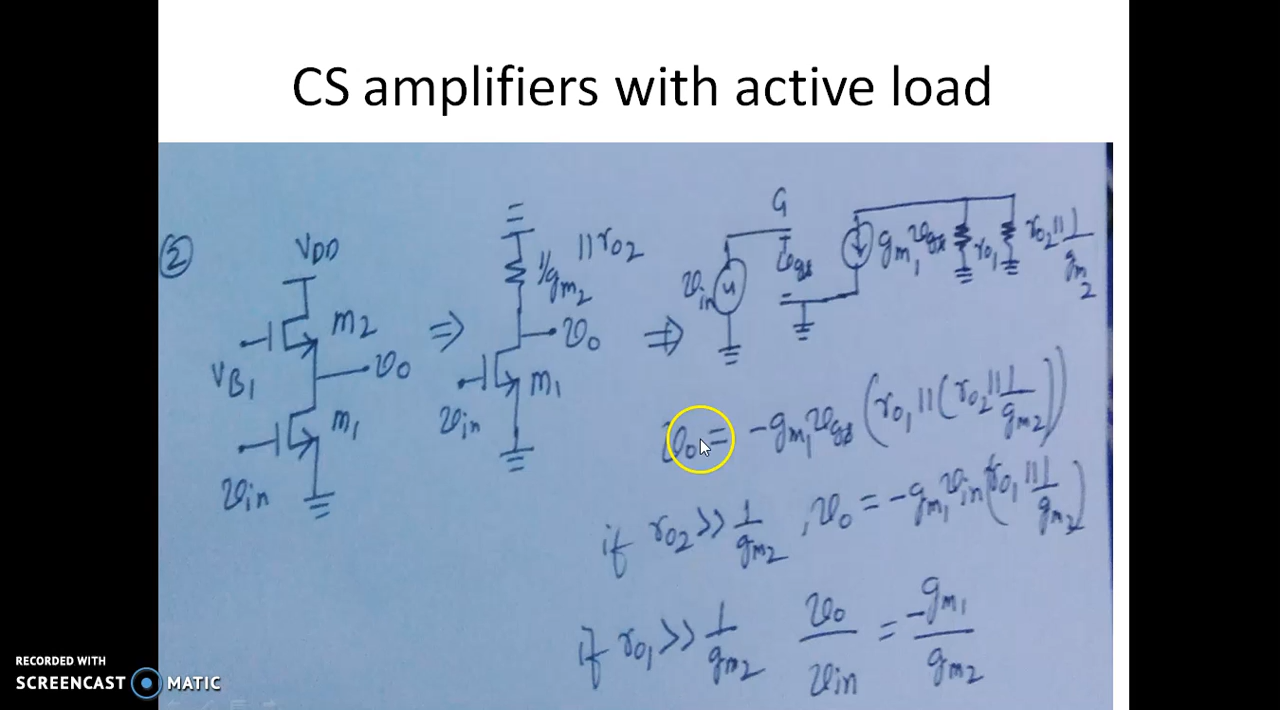 CS amplifiers with active load
②
VDD
m2
VB1
vo
m1
vin
⇒
1/gm2 || ro2
vo
m1
vin
⇒
G
vin
vgs
gm1vgs
ro1
ro2 || 1/gm2
vo = -gm1vgs (ro1 || (ro2 || 1/gm2))
if ro2 >> 1/gm2 , vo = -gm1vin (ro1 || 1/gm2)
if ro1 >> 1/gm2 vo/vin = -gm1/gm2
RECORDED WITH
SCREENCAST MATIC